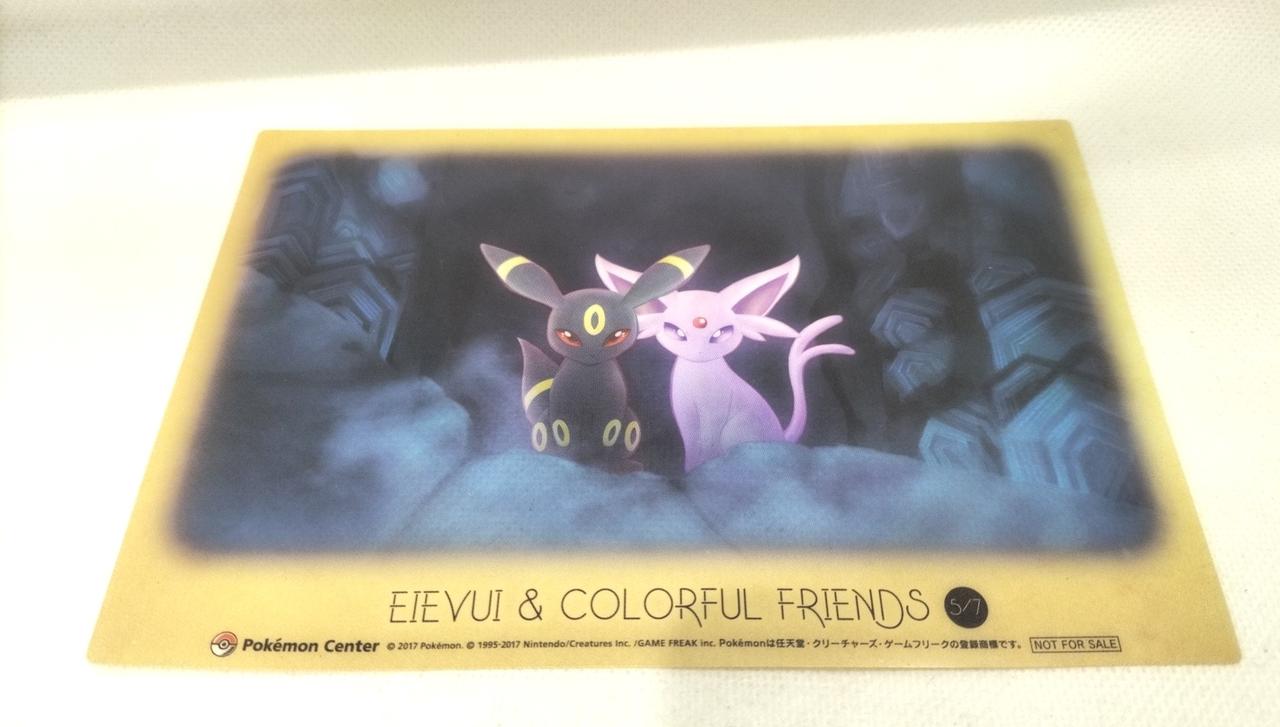 EIEVUI & COLORFUL FRIENDS 5/7
Pokémon Center © 2017 Pokémon. © 1995-2017 Nintendo/Creatures Inc. /GAME FREAK inc. Pokémonは任天堂・クリーチャーズ・ゲームフリークの登録商標です。 NOT FOR SALE